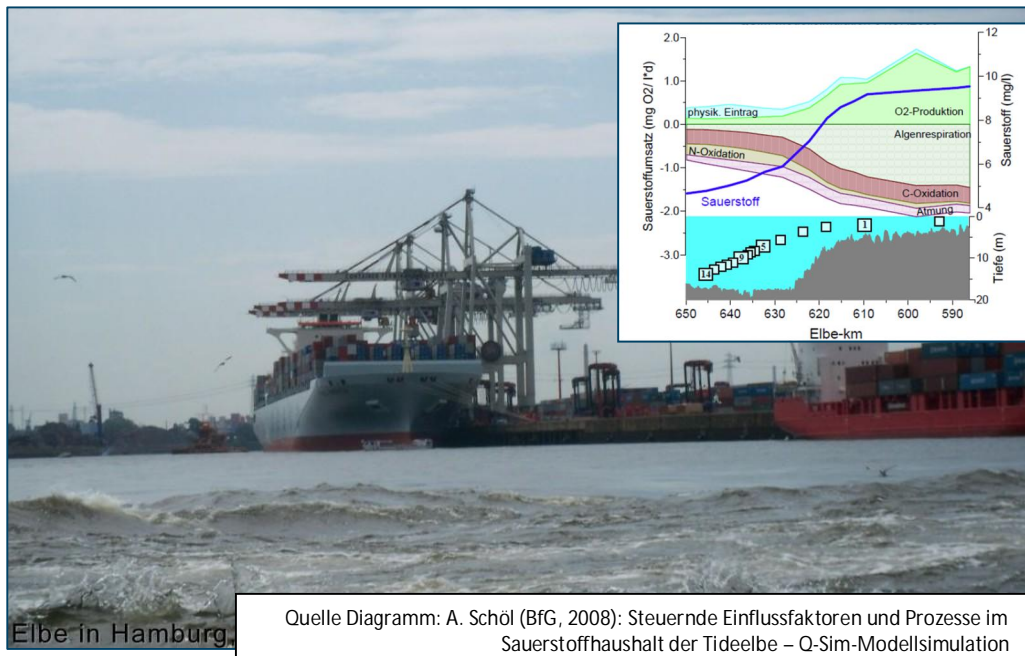 2.0
1.0
0.0
-1.0
-2.0
-3.0
Sauerstoffumsatz (mg O2/ l*d)
12
10
8
6
4
Sauerstoff (mg/l)
0
10
20
Tiefe (m)
physik. Eintrag
O2-Produktion
Algenrespiration
N-Oxidation
C-Oxidation
Sauerstoff
Atmung
14
9
5
1
650 640 630 620 610 600 590
Elbe-km
Elbe in Hamburg
Quelle Diagramm: A. Schöl (BfG, 2008): Steuernde Einflussfaktoren und Prozesse im
Sauerstoffhaushalt der Tideelbe – Q-Sim-Modellsimulation